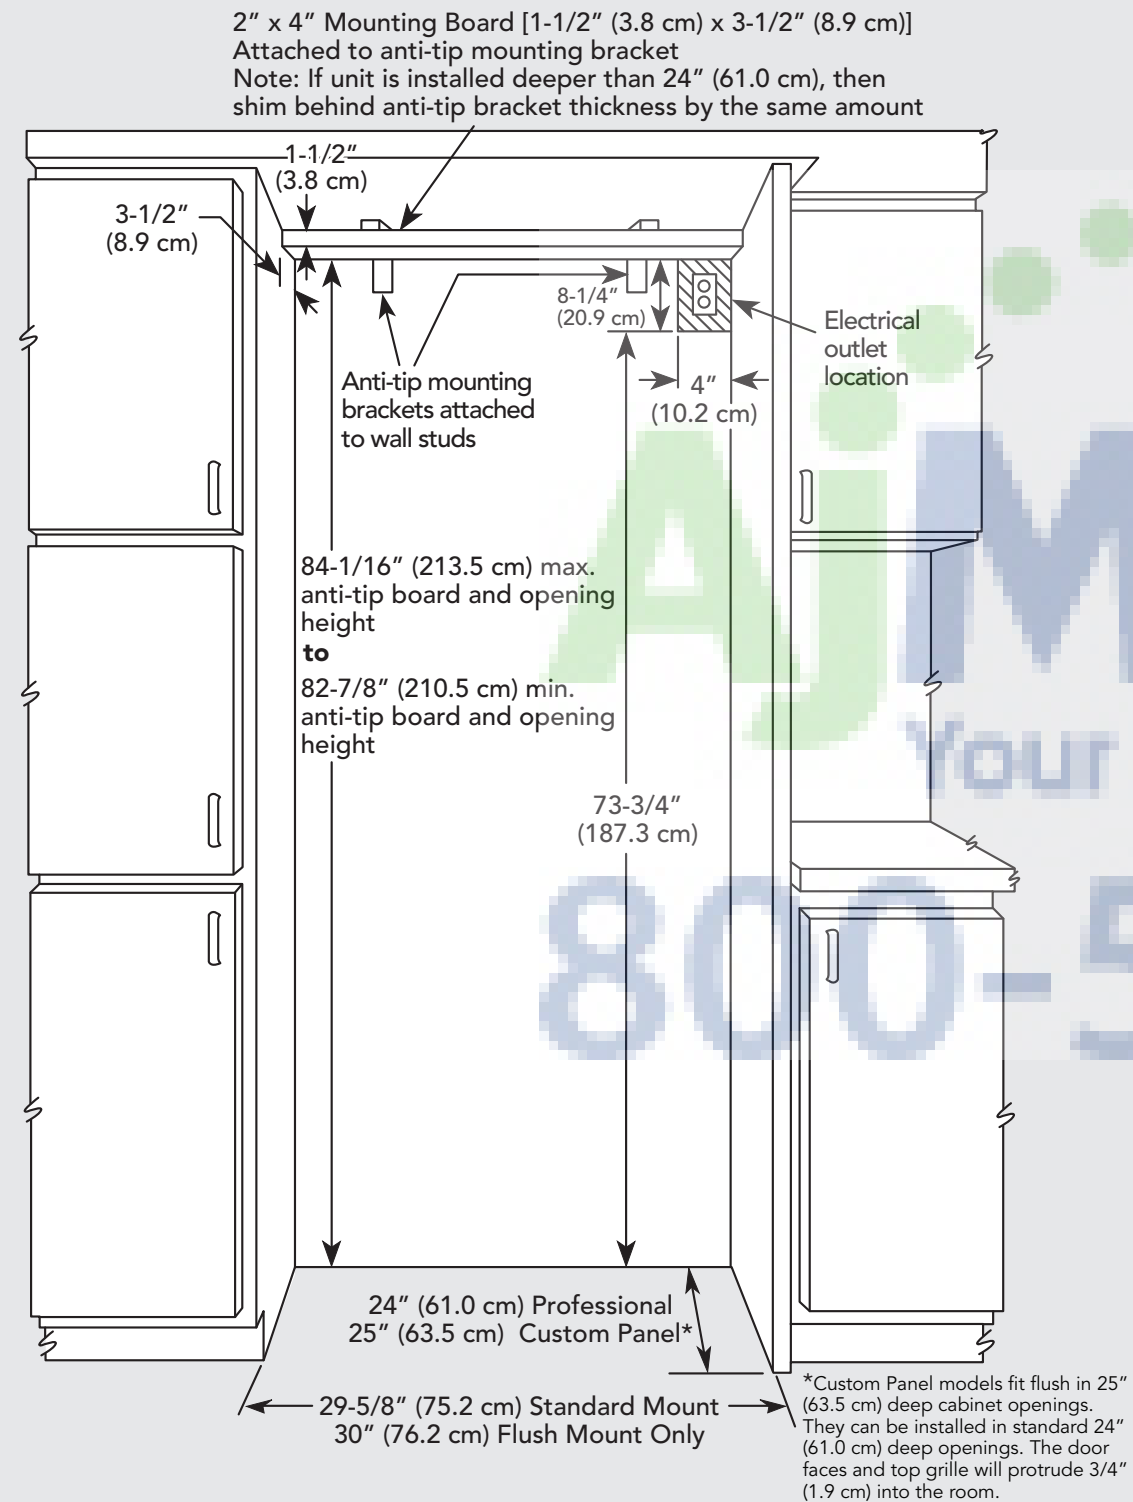 2" x 4" Mounting Board [1-1/2" (3.8 cm) x 3-1/2" (8.9 cm)]
Attached to anti-tip mounting bracket
Note: If unit is installed deeper than 24" (61.0 cm), then
shim behind anti-tip bracket thickness by the same amount
1-1/2"
(3.8 cm)
3-1/2"
(8.9 cm)
8-1/4"
(20.9 cm)
Electrical
outlet
location
4"
(10.2 cm)
Anti-tip mounting
brackets attached
to wall studs
84-1/16" (213.5 cm) max.
anti-tip board and opening
height
to
82-7/8" (210.5 cm) min.
anti-tip board and opening
height
73-3/4"
(187.3 cm)
AjM
Your
800-5
24" (61.0 cm) Professional
25" (63.5 cm) Custom Panel*
29-5/8" (75.2 cm) Standard Mount
30" (76.2 cm) Flush Mount Only
*Custom Panel models fit flush in 25"
(63.5 cm) deep cabinet openings.
They can be installed in standard 24"
(61.0 cm) deep openings. The door
faces and top grille will protrude 3/4"
(1.9 cm) into the room.